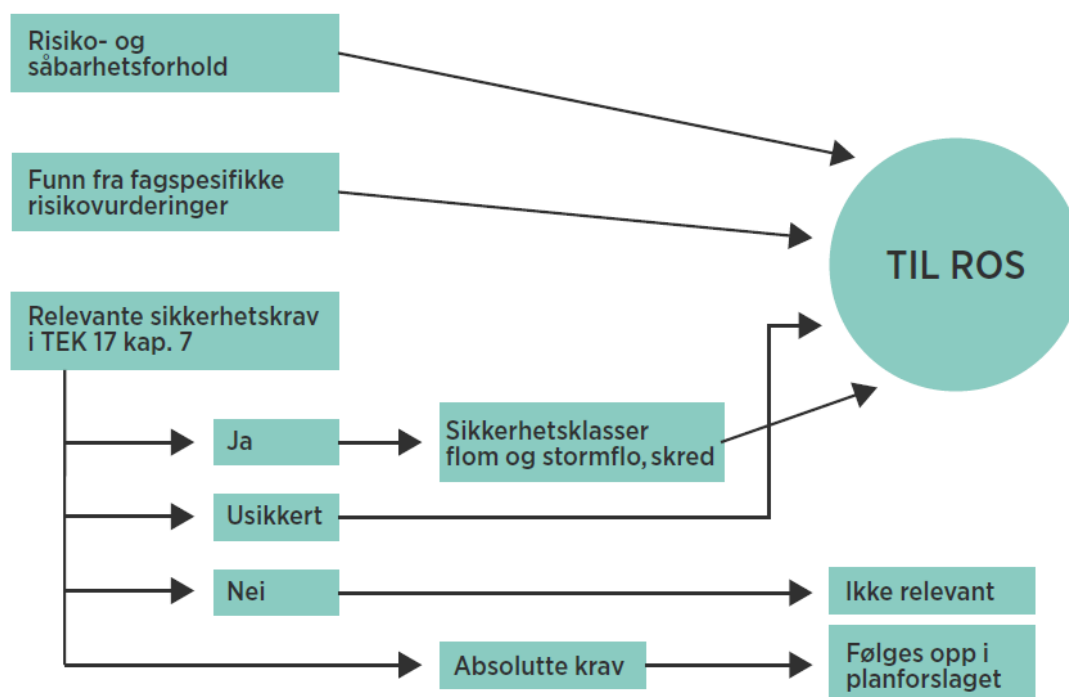 Risiko- og
såbarhetsforhold
Funn fra fagspesifikke
risikovurderinger
TIL ROS
Relevante sikkerhetskrav
i TEK 17 kap. 7
Ja
Sikkerhetsklasser
flom og stormflo, skred
Usikkert
Nei
Ikke relevant
Absolutte krav
Følges opp i
planforslaget